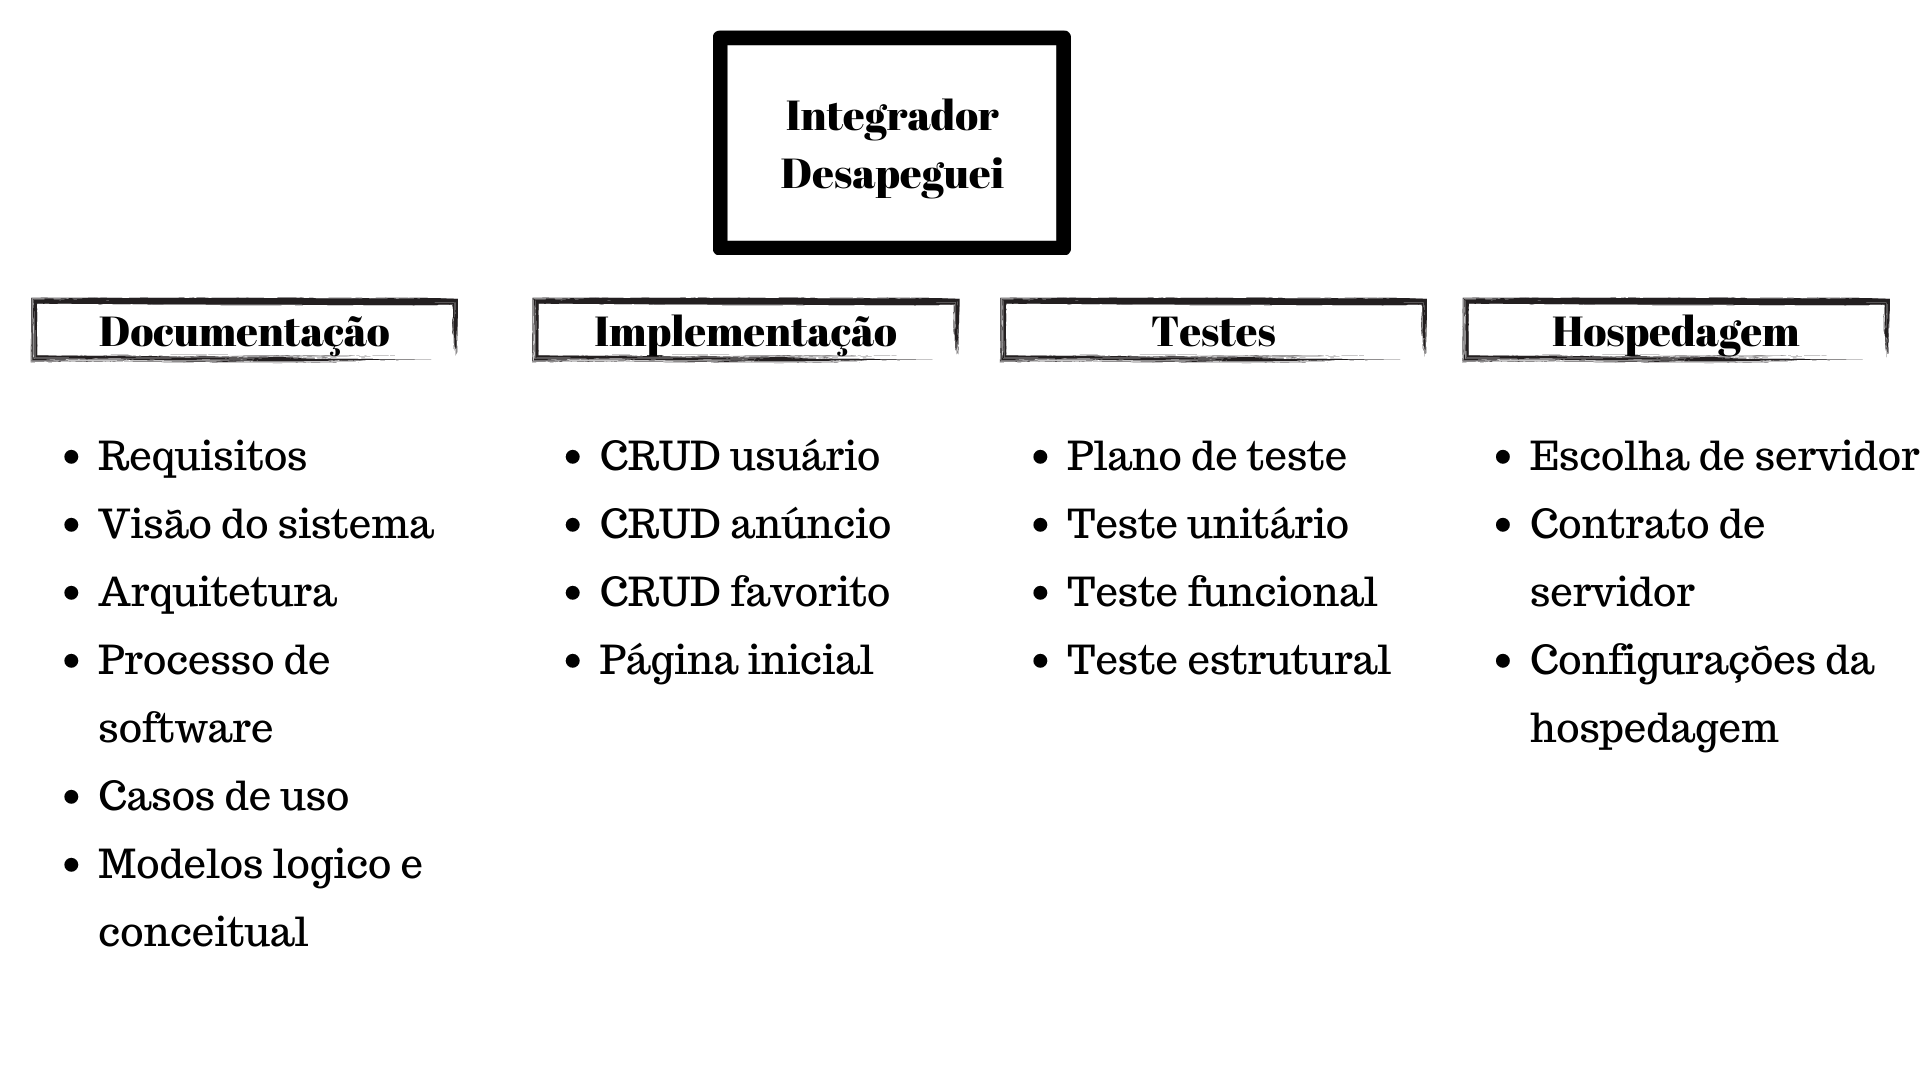 Integrador
Desapeguei
Documentação
Requisitos
Visão do sistema
Arquitetura
Processo de
software
Casos de uso
Modelos logico e
conceitual
Implementação
CRUD usuário
CRUD anúncio
CRUD favorito
Página inicial
Testes
Plano de teste
Teste unitário
Teste funcional
Teste estrutural
Hospedagem
Escolha de servidor
Contrato de
servidor
Configurações da
hospedagem